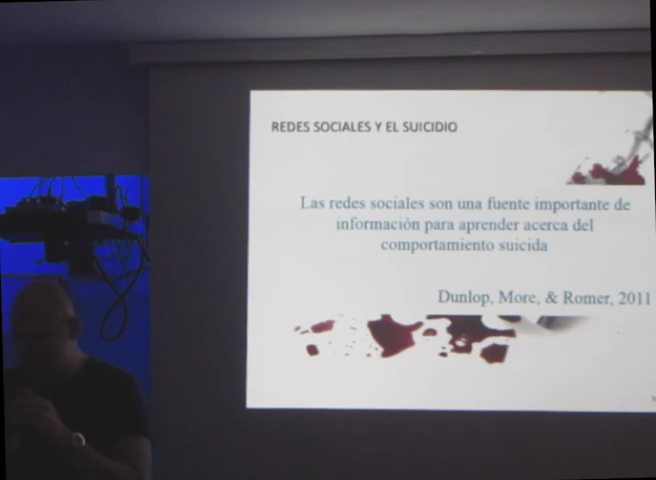 REDES SOCIALES Y EL SUICIDIO
Las redes sociales son una fuente importante de
información para aprender acerca del
comportamiento suicida
Dunlop, More, & Romer, 2011